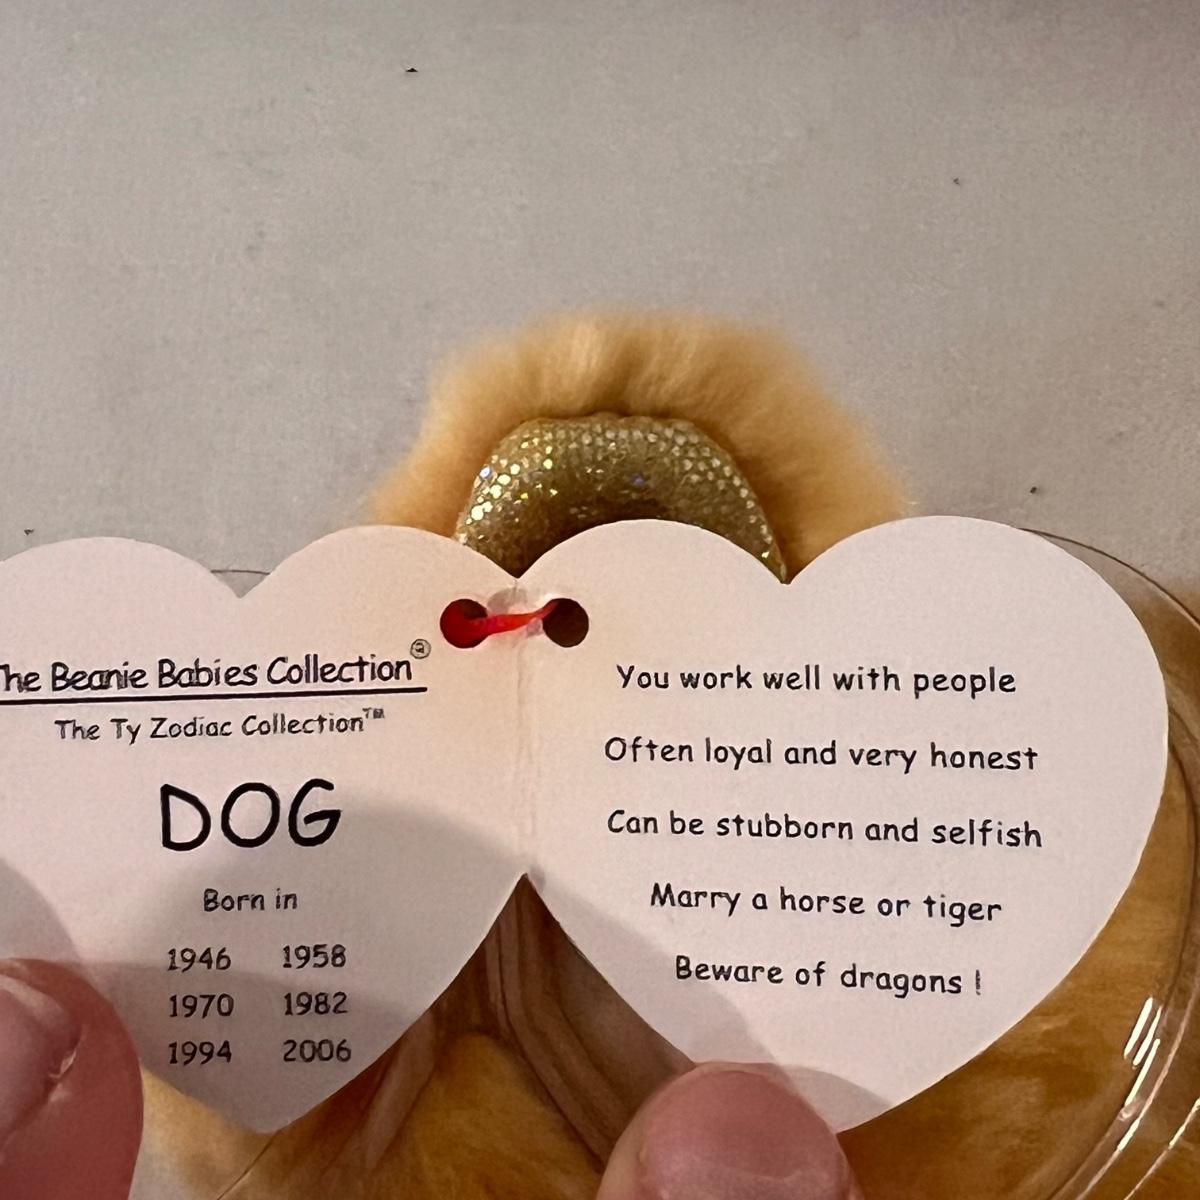 The Beanie Babies Collection®
The Ty Zodiac Collection™
DOG
Born in
1946 1958
1970 1982
1994 2006
You work well with people
Often loyal and very honest
Can be stubborn and selfish
Marry a horse or tiger
Beware of dragons !